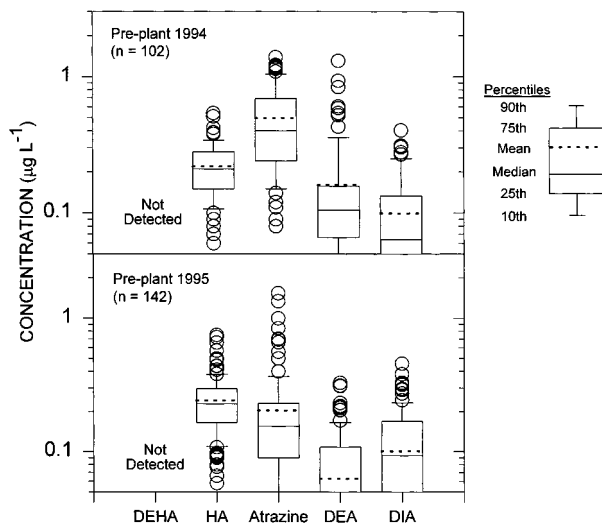 Pre-plant 1994
(n = 102)
1
0.1
Not
Detected
CONCENTRATION (µg L⁻¹)
Percentiles
90th
75th
Mean
Median
25th
10th
Pre-plant 1995
(n = 142)
1
0.1
Not
Detected
DEHA HA Atrazine DEA DIA